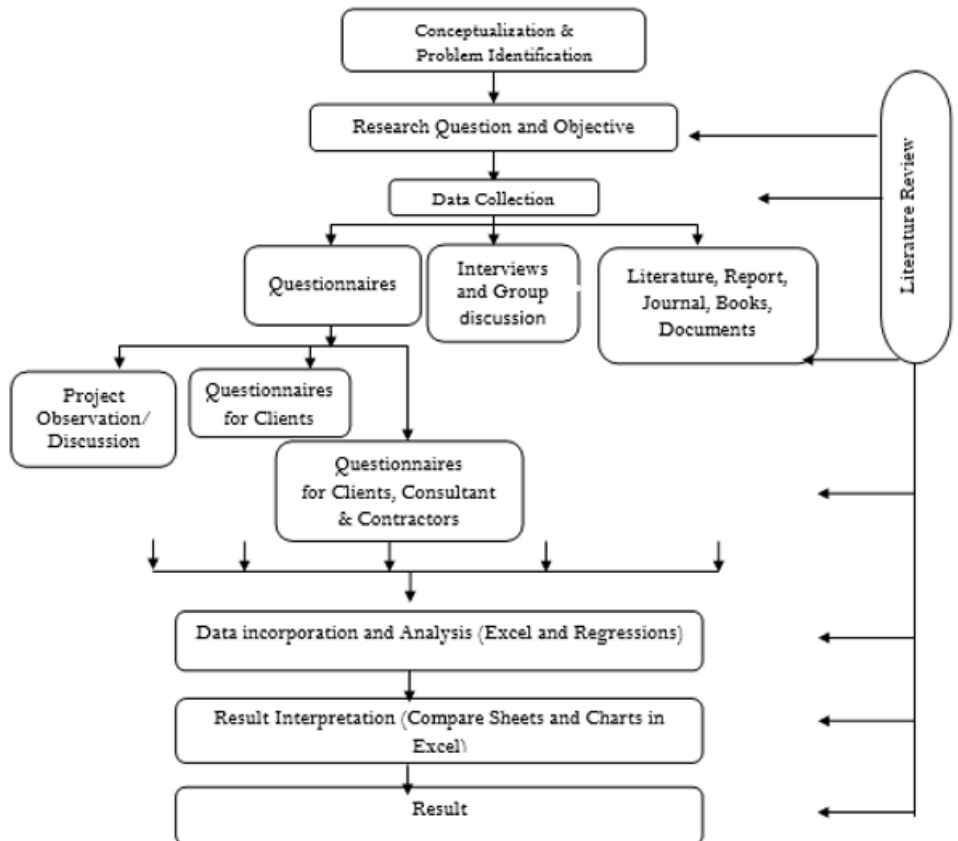 Conceptualization &
Problem Identification
Research Question and Objective
Data Collection
Literature Review
Questionnaires
Interviews
and Group
discussion
Literature, Report,
Journal, Books,
Documents
Project
Observation/
Discussion
Questionnaires
for Clients
Questionnaires
for Clients, Consultant
& Contractors
Data incorporation and Analysis (Excel and Regressions)
Result Interpretation (Compare Sheets and Charts in
Excel)
Result